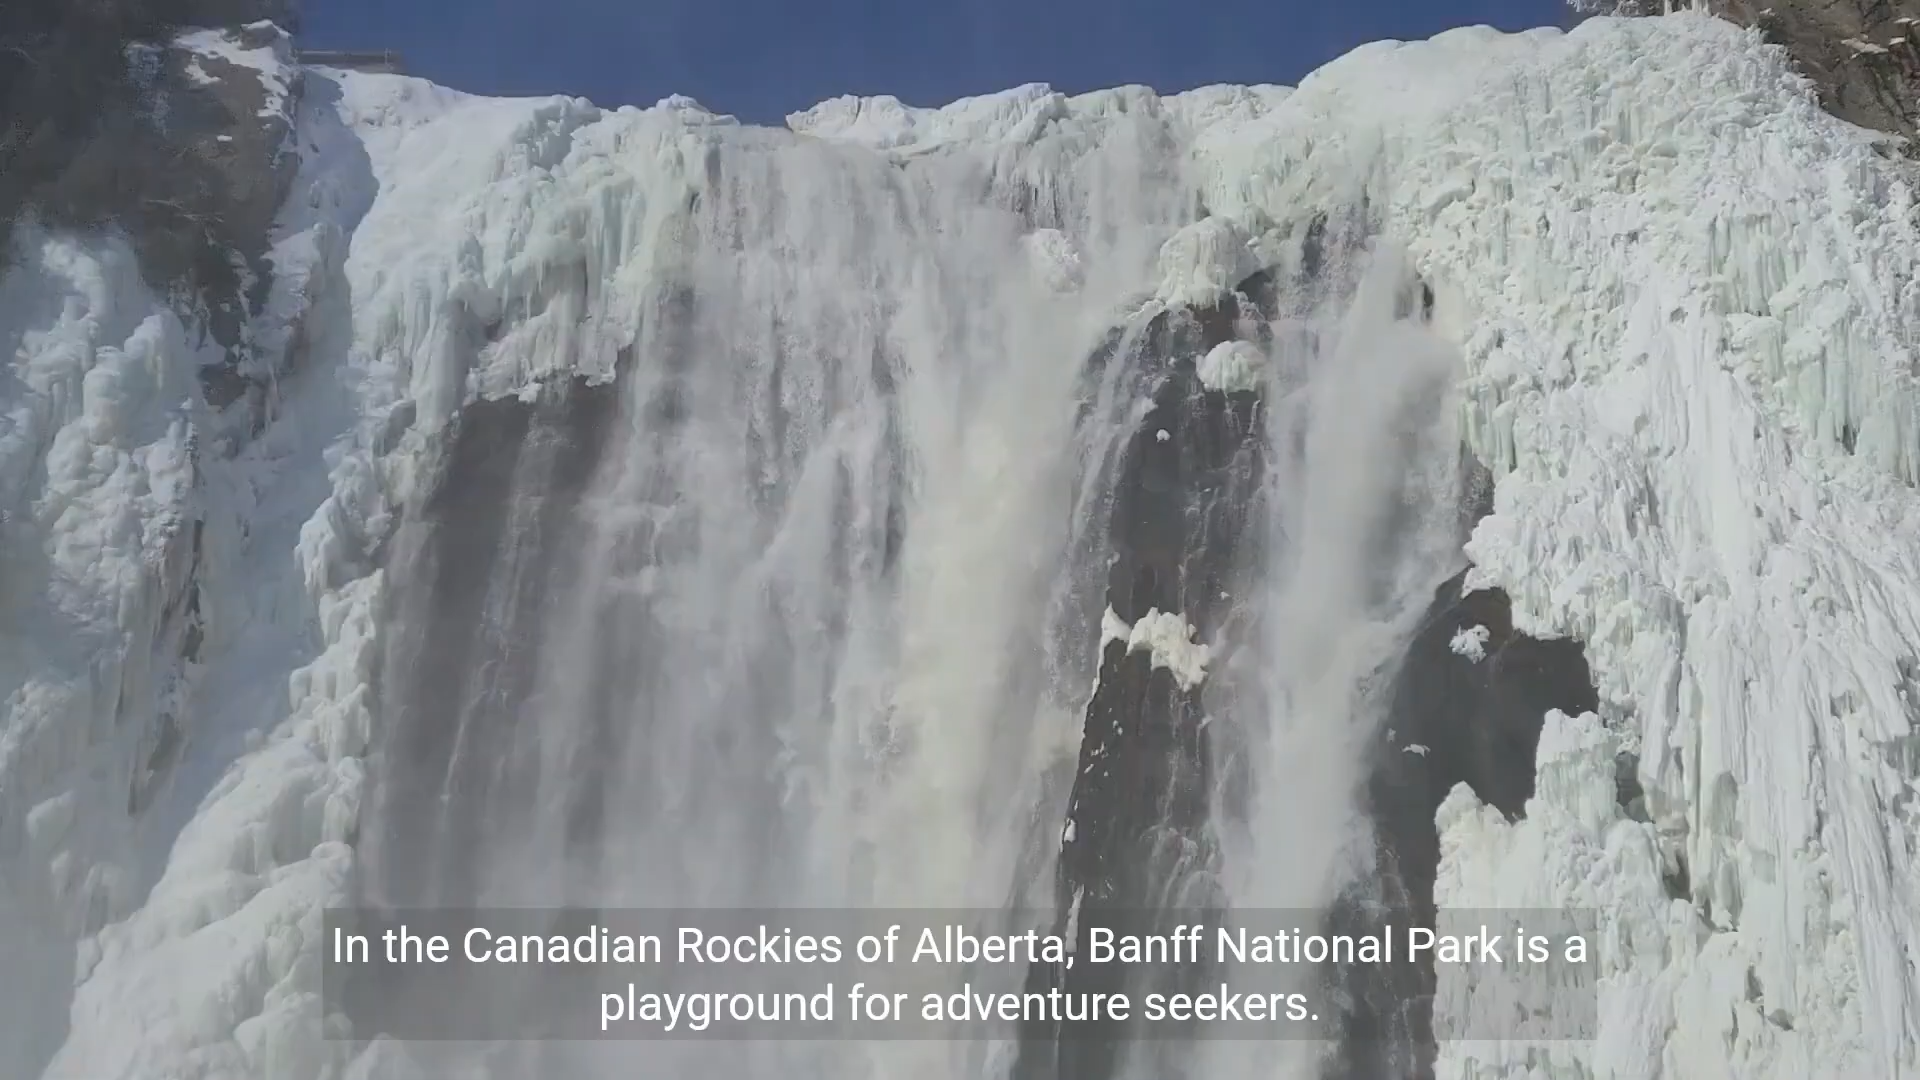 In the Canadian Rockies of Alberta, Banff National Park is a
playground for adventure seekers.